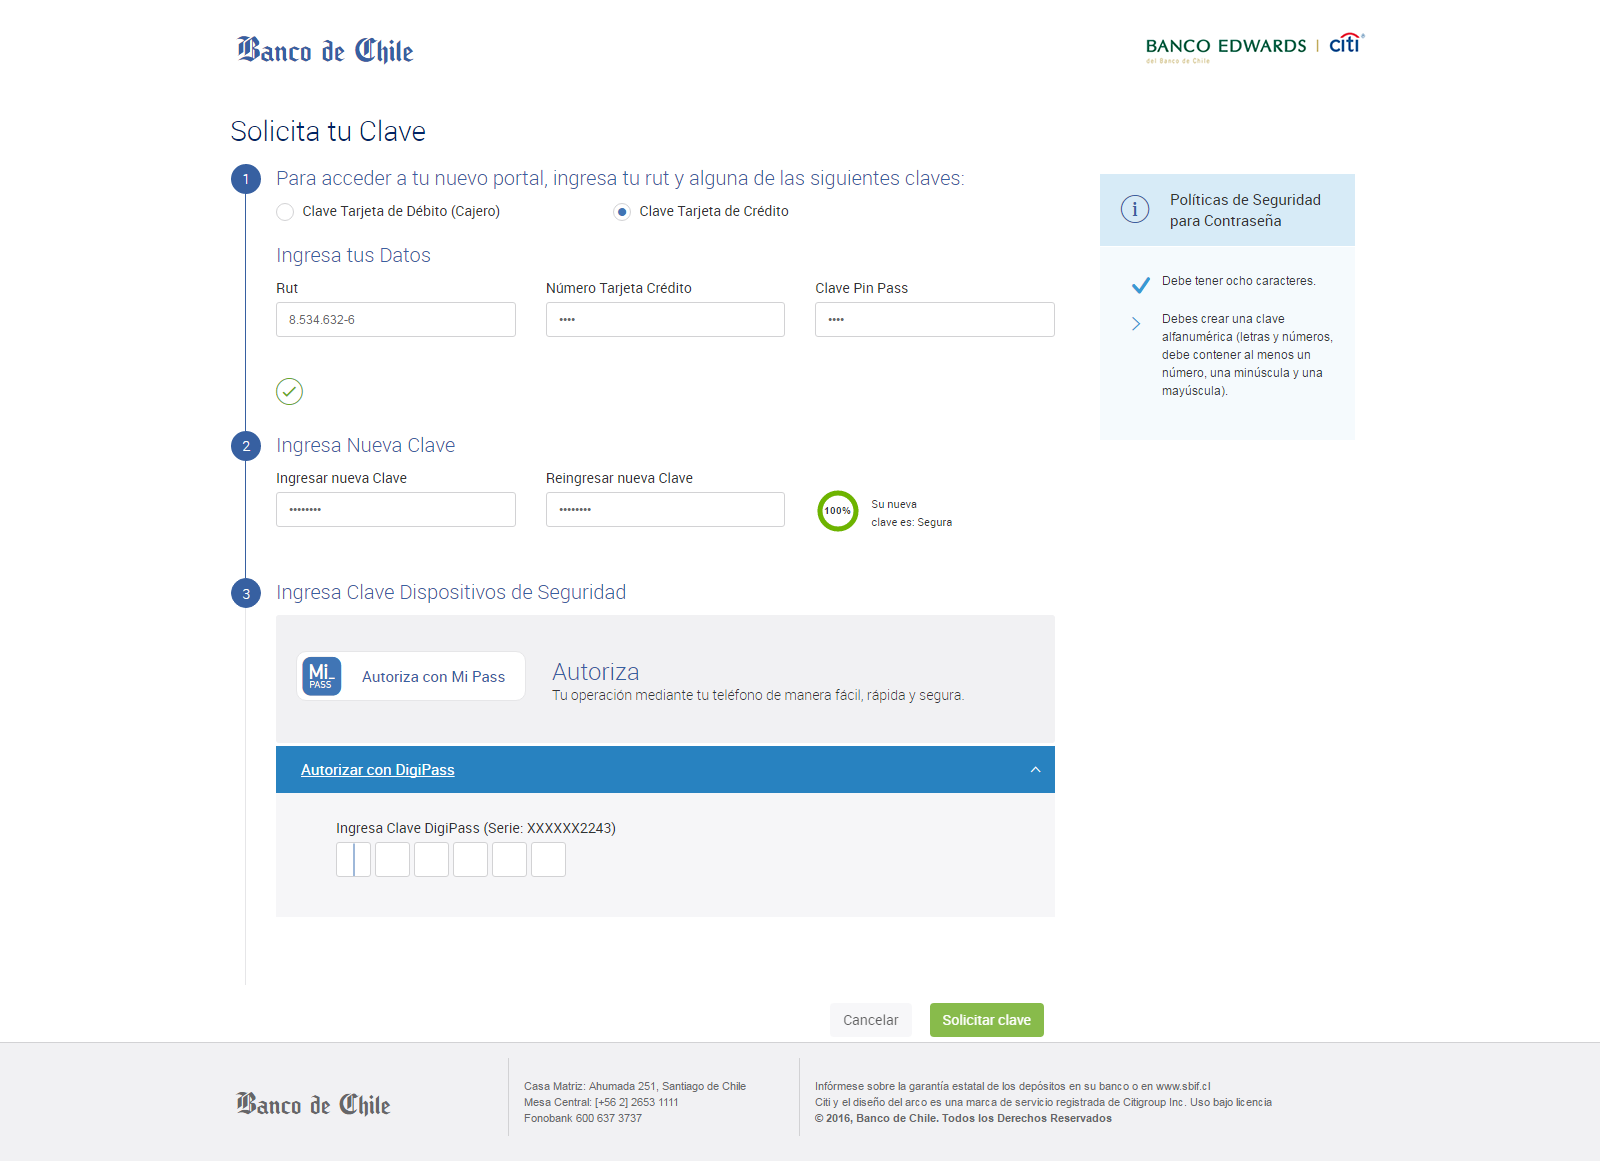 Banco de Chile
BANCO EDWARDS | citi
del Banco de Chile
Solicita tu Clave
1
Para acceder a tu nuevo portal, ingresa tu rut y alguna de las siguientes claves:
Clave Tarjeta de Débito (Cajero)
Clave Tarjeta de Crédito
Ingresa tus Datos
Rut
Número Tarjeta Crédito
Clave Pin Pass
8.534.632-6
••••
••••
2
Ingresa Nueva Clave
Ingresar nueva Clave
Reingresar nueva Clave
••••••••
••••••••
100%
Su nueva
clave es: Segura
3
Ingresa Clave Dispositivos de Seguridad
Mi_
PASS
Autoriza con Mi Pass
Autoriza
Tu operación mediante tu teléfono de manera fácil, rápida y segura.
Autorizar con DigiPass
Ingresa Clave DigiPass (Serie: XXXXXX2243)
Cancelar
Solicitar clave
i
Políticas de Seguridad
para Contraseña
Debe tener ocho caracteres.
Debes crear una clave
alfanumérica (letras y números,
debe contener al menos un
número, una minúscula y una
mayúscula).
Banco de Chile
Casa Matriz: Ahumada 251, Santiago de Chile
Mesa Central: [+56 2] 2653 1111
Fonobank 600 637 3737
Infórmese sobre la garantía estatal de los depósitos en su banco o en www.sbif.cl
Citi y el diseño del arco es una marca de servicio registrada de Citigroup Inc. Uso bajo licencia
© 2016, Banco de Chile. Todos los Derechos Reservados